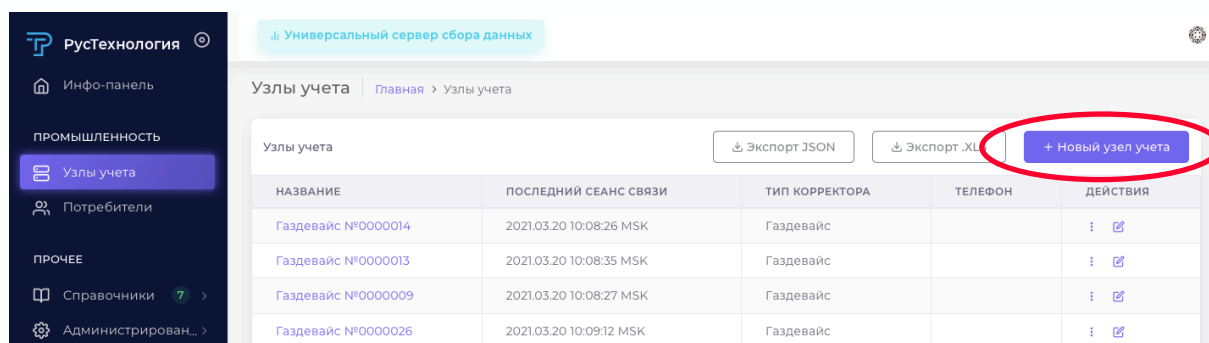 РусТехнология
Универсальный сервер сбора данных
Инфо-панель
Узлы учета
Главная > Узлы учета
ПРОМЫШЛЕННОСТЬ
Узлы учета
Потребители
ПРОЧЕЕ
Справочники 7 >
Администрирован... >
Узлы учета
Экспорт JSON
Экспорт .XL
+ Новый узел учета
НАЗВАНИЕ ПОСЛЕДНИЙ СЕАНС СВЯЗИ ТИП КОРРЕКТОРА ТЕЛЕФОН ДЕЙСТВИЯ
Газдевайс №0000014 2021.03.20 10:08:26 MSK Газдевайс
Газдевайс №0000013 2021.03.20 10:08:35 MSK Газдевайс
Газдевайс №0000009 2021.03.20 10:08:27 MSK Газдевайс
Газдевайс №0000026 2021.03.20 10:09:12 MSK Газдевайс